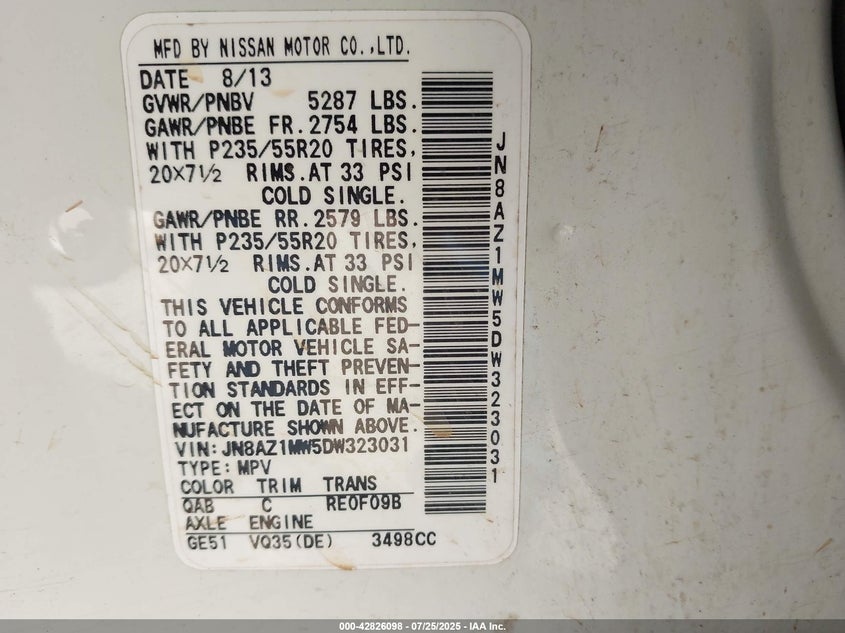 MFD BY NISSAN MOTOR CO.,LTD.
DATE 8/13
GVWR/PNBV 5287 LBS.
GAWR/PNBE FR.2754 LBS.
WITH P235/55R20 TIRES,
20×7½ RIMS.AT 33 PSI
COLD SINGLE.
GAWR/PNBE RR.2579 LBS.
WITH P235/55R20 TIRES,
20×7½ RIMS.AT 33 PSI
COLD SINGLE.
THIS VEHICLE CONFORMS
TO ALL APPLICABLE FED-
ERAL MOTOR VEHICLE SA-
FETY AND THEFT PREVEN-
TION STANDARDS IN EFF-
ECT ON THE DATE OF MA-
NUFACTURE SHOWN ABOVE.
VIN:JN8AZ1MW5DW323031
TYPE:MPV
COLOR TRIM TRANS
QAB C RE0F09B
AXLE ENGINE
GE51 VQ35(DE) 3498CC
JN8AZ1MW5DW323031
000-42826098 - 07/25/2025 - IAA Inc.